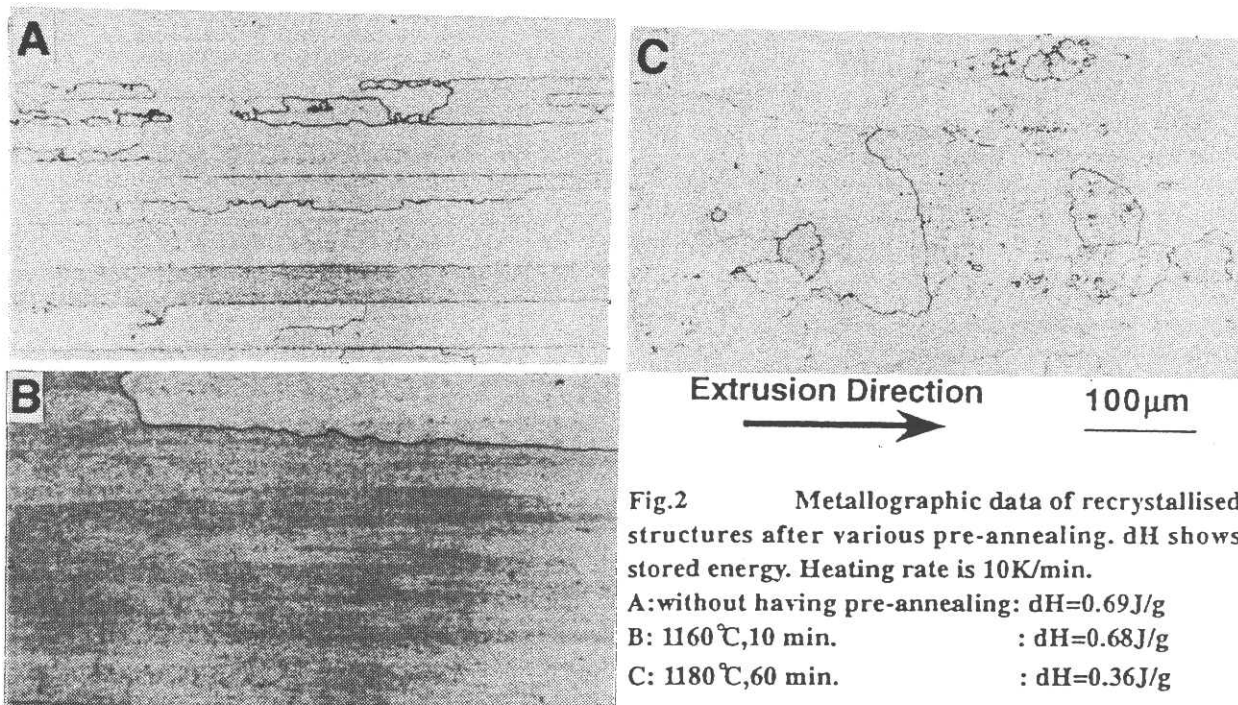 A
C
B
Extrusion Direction
100μm
Fig.2 Metallographic data of recrystallised
structures after various pre-annealing. dH shows
stored energy. Heating rate is 10K/min.
A:without having pre-annealing: dH=0.69J/g
B: 1160℃,10 min. : dH=0.68J/g
C: 1180℃,60 min. : dH=0.36J/g